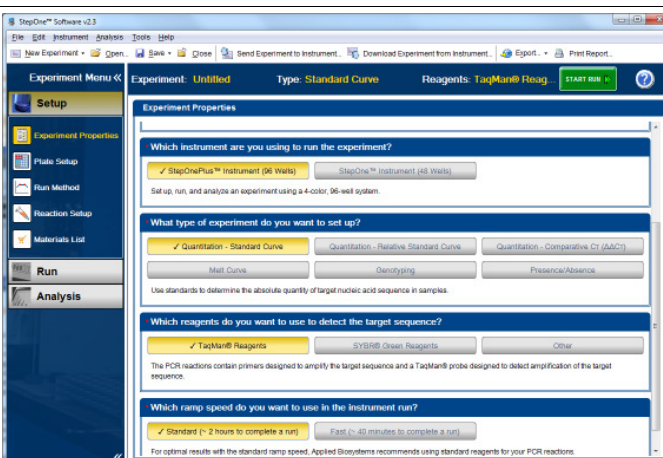 StepOne™ Software v2.3
File Edit Instrument Analysis Tools Help
New Experiment Open... Save Close Send Experiment to Instrument... Download Experiment from Instrument... Export... Print Report...
Experiment Menu « Experiment: Untitled Type: Standard Curve Reagents: TaqMan® Reag... START RUN
Setup
Experiment Properties
Plate Setup
Run Method
Reaction Setup
Materials List
Run
Analysis
«
Experiment Properties
* Which instrument are you using to run the experiment?
✓ StepOnePlus™ Instrument (96 Wells) StepOne™ Instrument (48 Wells)
Set up, run, and analyze an experiment using a 4-color, 96-well system.
* What type of experiment do you want to set up?
✓ Quantitation - Standard Curve Quantitation - Relative Standard Curve Quantitation - Comparative CT (ΔΔCT)
Melt Curve Genotyping Presence/Absence
Use standards to determine the absolute quantity of target nucleic acid sequence in samples.
* Which reagents do you want to use to detect the target sequence?
✓ TaqMan® Reagents SYBR® Green Reagents Other
The PCR reactions contain primers designed to amplify the target sequence and a TaqMan® probe designed to detect amplification of the target
sequence.
* Which ramp speed do you want to use in the instrument run?
✓ Standard (~ 2 hours to complete a run) Fast (~ 40 minutes to complete a run)
For optimal results with the standard ramp speed, Applied Biosystems recommends using standard reagents for your PCR reactions.